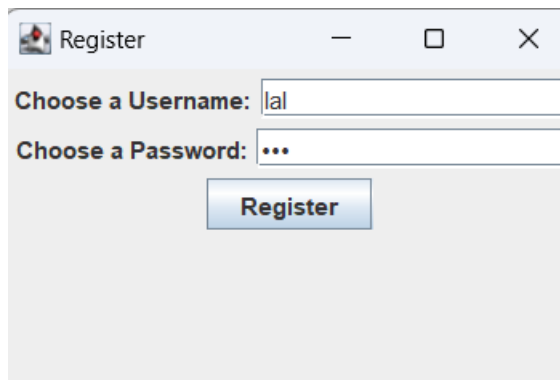 Register
Choose a Username: lal
Choose a Password: •••
Register